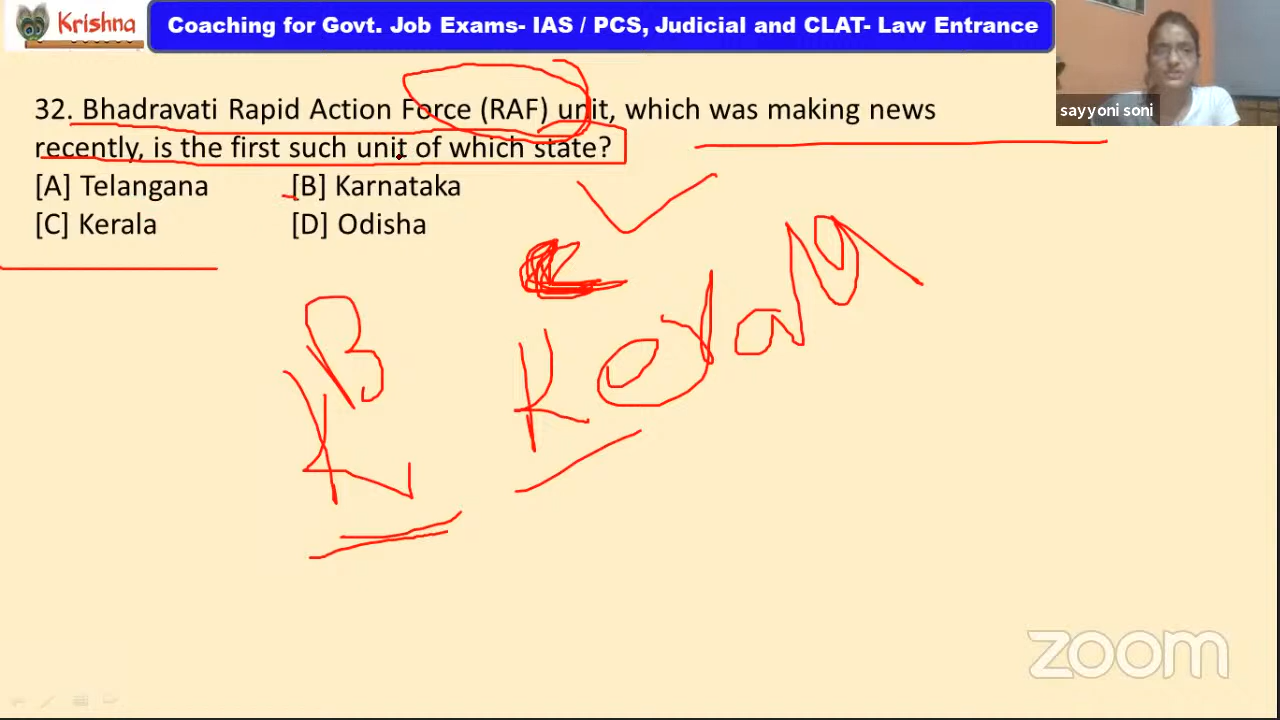 Krishna
Coaching for Govt. Job Exams- IAS / PCS, Judicial and CLAT- Law Entrance
sayyoni soni
32. Bhadravati Rapid Action Force (RAF) unit, which was making news
recently, is the first such unit of which state?
[A] Telangana [B] Karnataka
[C] Kerala [D] Odisha
B
K
zoom